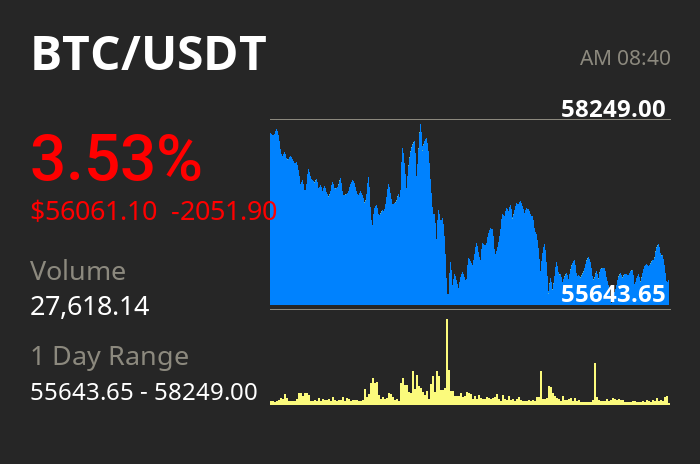 BTC/USDT
AM 08:40
58249.00
3.53%
$56061.10 -2051.90
Volume
27,618.14
55643.65
1 Day Range
55643.65 - 58249.00